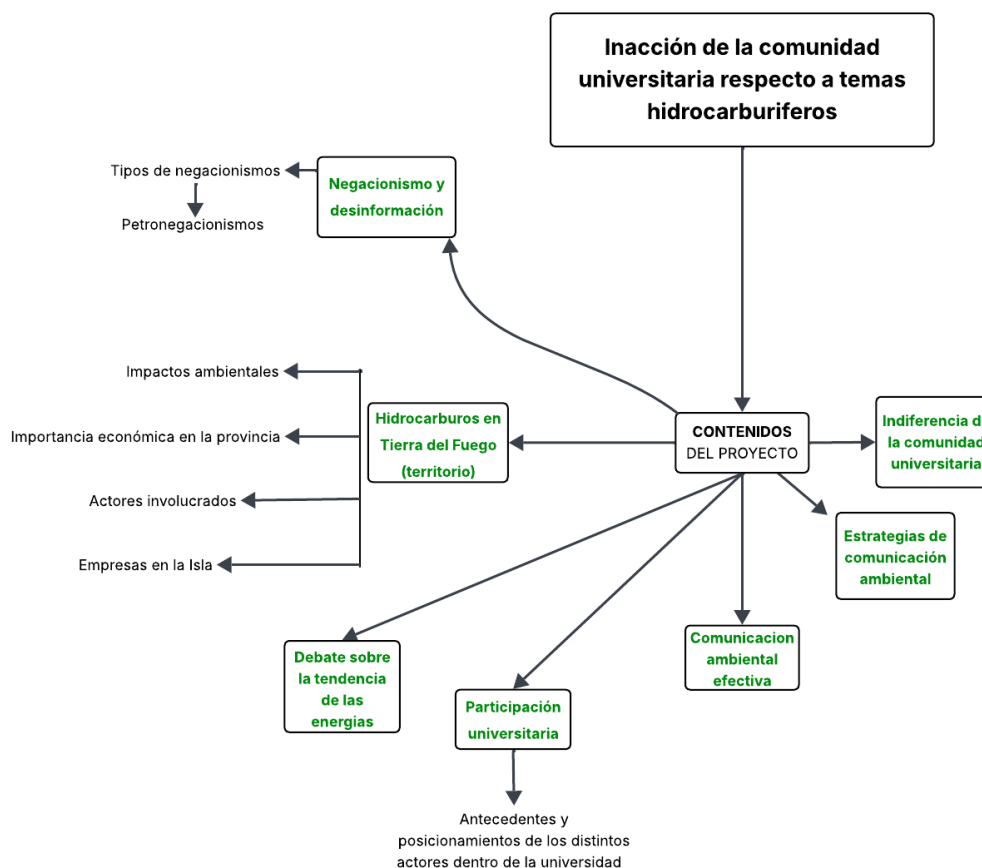 Inacción de la comunidad
universitaria respecto a temas
hidrocarburiferos
Tipos de negacionismos
Petronegacionismos
Negacionismo y
desinformación
Impactos ambientales
Importancia económica en la provincia
Actores involucrados
Empresas en la Isla
Hidrocarburos en
Tierra del Fuego
(territorio)
CONTENIDOS
DEL PROYECTO
Indiferencia de
la comunidad
universitaria
Estrategias de
comunicación
ambiental
Comunicacion
ambiental
efectiva
Debate sobre
la tendencia
de las
energias
Participación
universitaria
Antecedentes y
posicionamientos de los distintos
actores dentro de la universidad